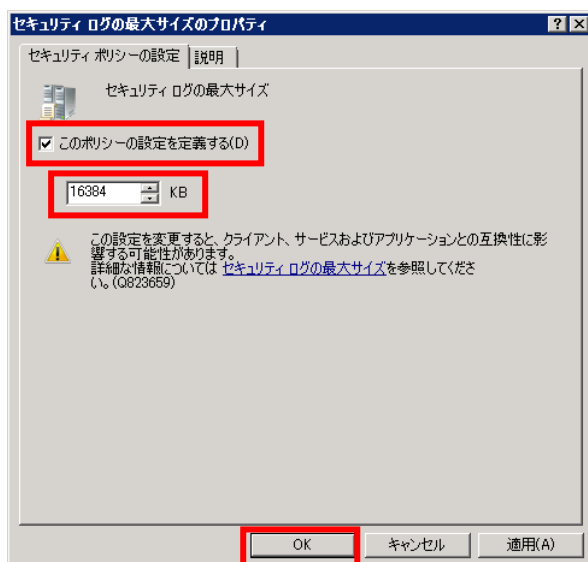 セキュリティ ログの最大サイズのプロパティ
セキュリティ ポリシーの設定 説明
セキュリティ ログの最大サイズ
このポリシーの設定を定義する(D)
16384 KB
この設定を変更すると、クライアント、サービスおよびアプリケーションとの互換性に影
響する可能性があります。
詳細な情報については セキュリティ ログの最大サイズを参照してくださ
い。(Q823659)
OK キャンセル 適用(A)